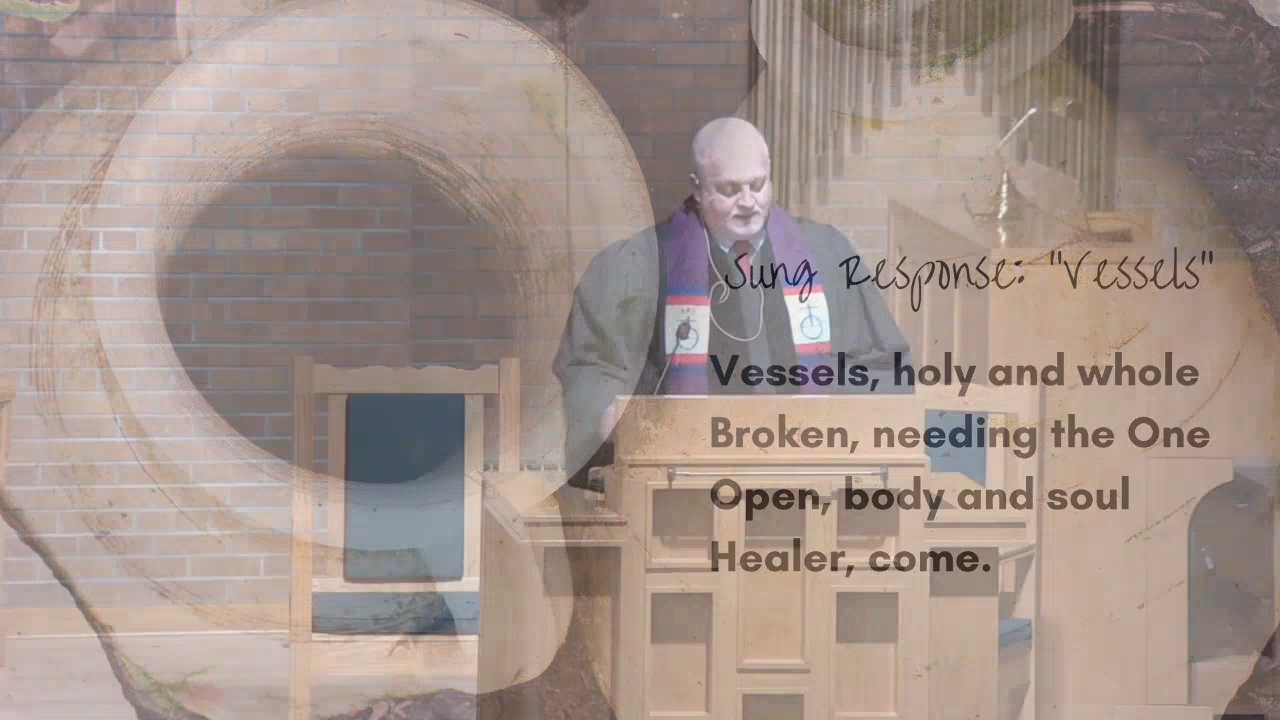 Sung Response: "Vessels"
Vessels, holy and whole
Broken, needing the One
Open, body and soul
Healer, come.